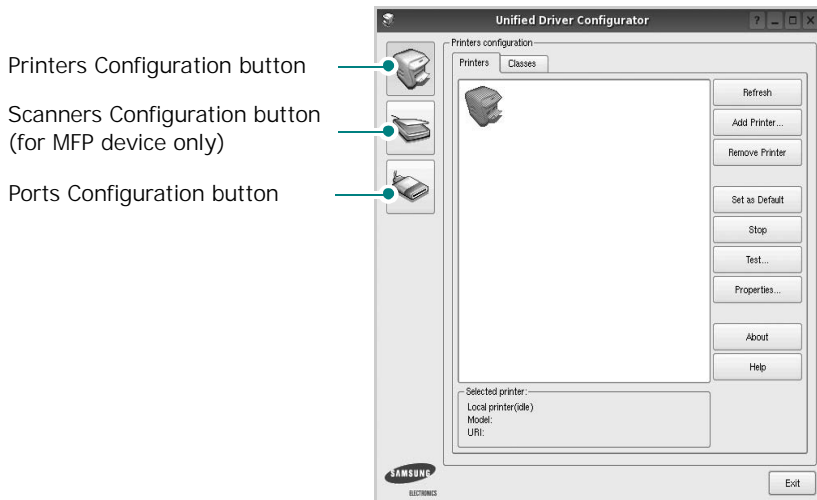 Unified Driver Configurator
Printers Configuration button
Scanners Configuration button
(for MFP device only)
Ports Configuration button
Printers configuration
Printers
Classes
Refresh
Add Printer...
Remove Printer
Set as Default
Stop
Test...
Properties...
About
Help
Selected printer:
Local printer(idle)
Model:
URI:
SAMSUNG
ELECTRONICS
Exit